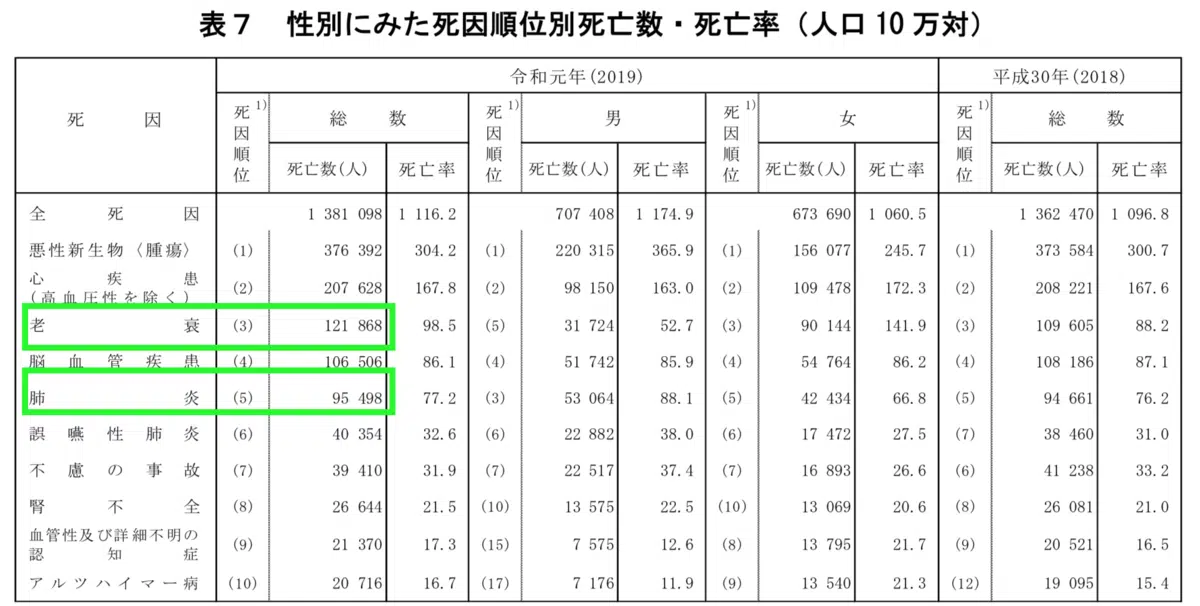 表７　性別にみた死因順位別死亡数・死亡率（人口10万対）
死　因　令和元年(2019)　平成30年(2018)
死因順位1)　総数　死因順位1)　男　死因順位1)　女　死因順位1)　総数
死亡数(人)　死亡率　死亡数(人)　死亡率　死亡数(人)　死亡率　死亡数(人)　死亡率
全死因　1 381 098　1 116.2　707 408　1 174.9　673 690　1 060.5　1 362 470　1 096.8
悪性新生物〈腫瘍〉　(1)　376 392　304.2　(1)　220 315　365.9　(1)　156 077　245.7　(1)　373 584　300.7
心疾患
(高血圧性を除く)　(2)　207 628　167.8　(2)　98 150　163.0　(2)　109 478　172.3　(2)　208 221　167.6
老衰　(3)　121 868　98.5　(5)　31 724　52.7　(3)　90 144　141.9　(3)　109 605　88.2
脳血管疾患　(4)　106 506　86.1　(4)　51 742　85.9　(4)　54 764　86.2　(4)　108 186　87.1
肺炎　(5)　95 498　77.2　(3)　53 064　88.1　(5)　42 434　66.8　(5)　94 661　76.2
誤嚥性肺炎　(6)　40 354　32.6　(6)　22 882　38.0　(6)　17 472　27.5　(7)　38 460　31.0
不慮の事故　(7)　39 410　31.9　(7)　22 517　37.4　(7)　16 893　26.6　(6)　41 238　33.2
腎不全　(8)　26 644　21.5　(10)　13 575　22.5　(10)　13 069　20.6　(8)　26 081　21.0
血管性及び詳細不明の
認知症　(9)　21 370　17.3　(15)　7 575　12.6　(8)　13 795　21.7　(9)　20 521　16.5
アルツハイマー病　(10)　20 716　16.7　(17)　7 176　11.9　(9)　13 540　21.3　(12)　19 095　15.4